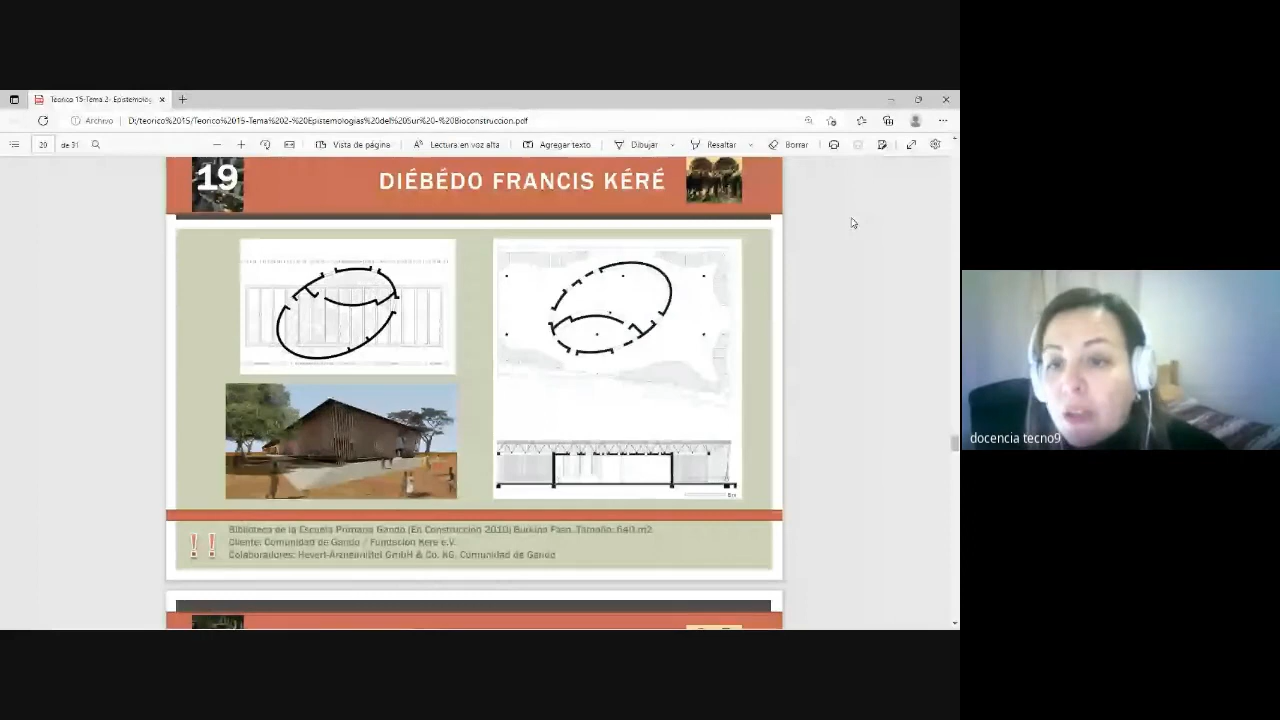 Teorico 15-Tema 2- Epistemolog
Archivo
D:/teorico%2015/Teorico%2015-Tema%202-%20Epistemologias%20del%20Sur%20-%20Bioconstruccion.pdf
20 de 31
Vista de página
Lectura en voz alta
Agregar texto
Dibujar
Resaltar
Borrar
19
DIÉBÉDO FRANCIS KÉRÉ
Biblioteca de la Escuela Primaria Gando (En Construccion 2010) Burkina Faso. Tamaño: 640 m2
Cliente: Comunidad de Gando / Fundacion Kere e.V.
Colaboradores: Hevert-Arzneimittel GmbH & Co. KG, Comunidad de Gando
!!
docencia tecno9